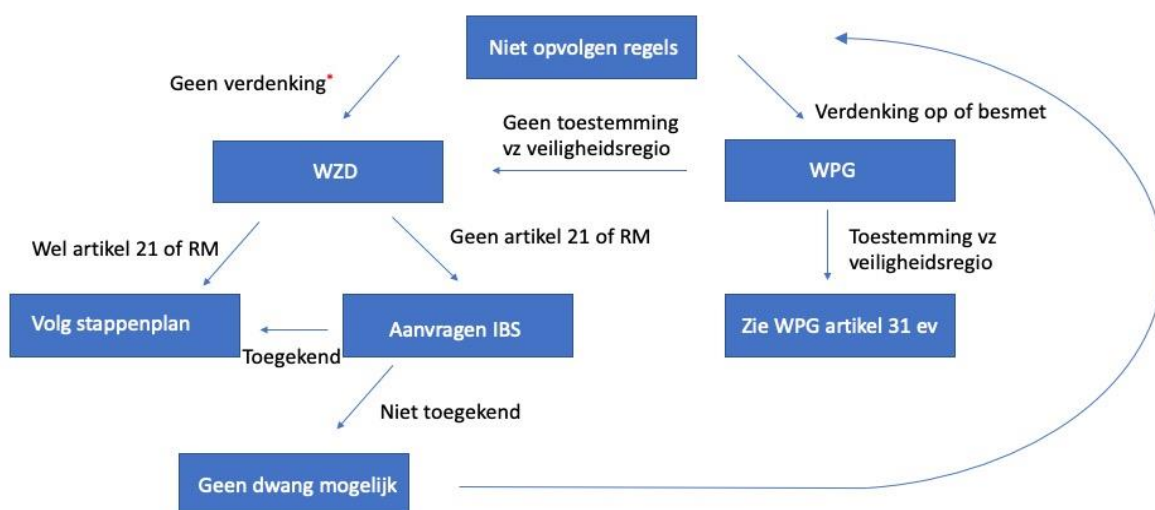 Niet opvolgen regels
Geen verdenking*
Verdenking op of besmet
Geen toestemming
vz veiligheidsregio
WZD
WPG
Wel artikel 21 of RM
Geen artikel 21 of RM
Toestemming vz
veiligheidsregio
Volg stappenplan
Aanvragen IBS
Zie WPG artikel 31 ev
Toegekend
Niet toegekend
Geen dwang mogelijk